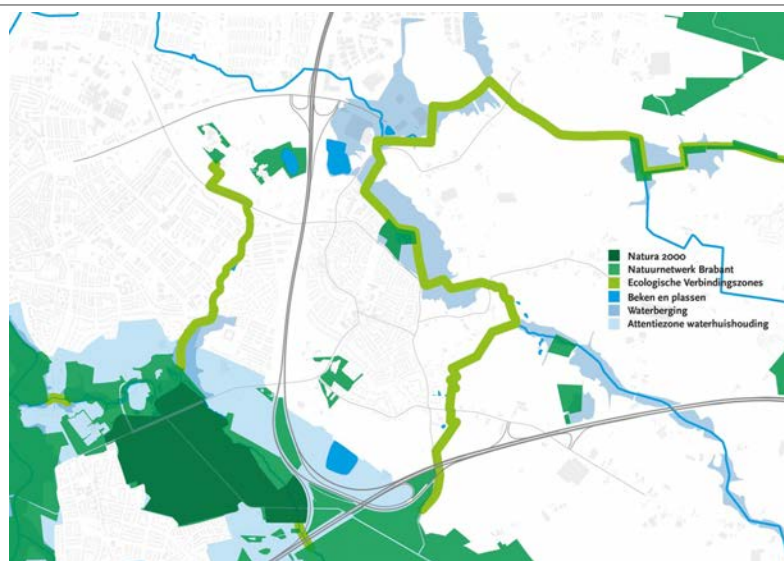 Natura 2000
Natuurnetwerk Brabant
Ecologische Verbindingszones
Beken en plassen
Waterberging
Attentiezone waterhuishouding